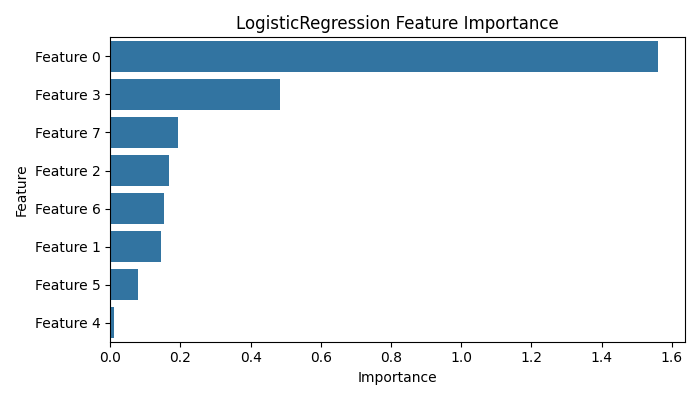 LogisticRegression Feature Importance
Feature
Feature 0
Feature 3
Feature 7
Feature 2
Feature 6
Feature 1
Feature 5
Feature 4
0.0 0.2 0.4 0.6 0.8 1.0 1.2 1.4 1.6
Importance